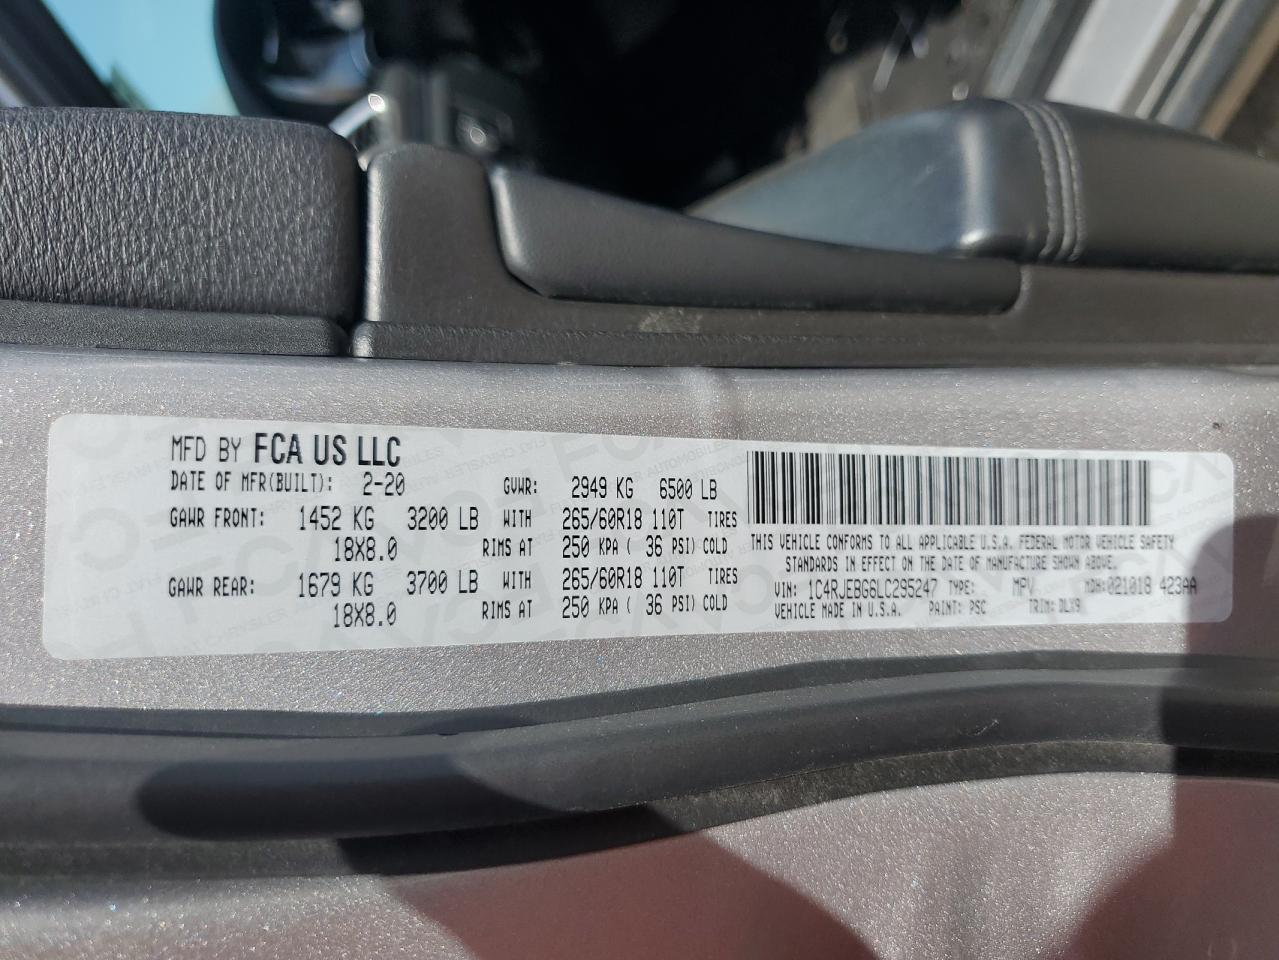 MFD BY FCA US LLC
DATE OF MFR(BUILT): 2-20 GVWR: 2949 KG 6500 LB
GAWR FRONT: 1452 KG 3200 LB WITH 265/60R18 110T TIRES
18X8.0 RIMS AT 250 KPA ( 36 PSI) COLD
GAWR REAR: 1679 KG 3700 LB WITH 265/60R18 110T TIRES
18X8.0 RIMS AT 250 KPA ( 36 PSI) COLD
THIS VEHICLE CONFORMS TO ALL APPLICABLE U.S.A. FEDERAL MOTOR VEHICLE SAFETY
STANDARDS IN EFFECT ON THE DATE OF MANUFACTURE SHOWN ABOVE.
VIN: 1C4RJEBG6LC295247 TYPE: MPV MDH: 021018 423AA
VEHICLE MADE IN U.S.A. PAINT: PSC TRIM: DLX9